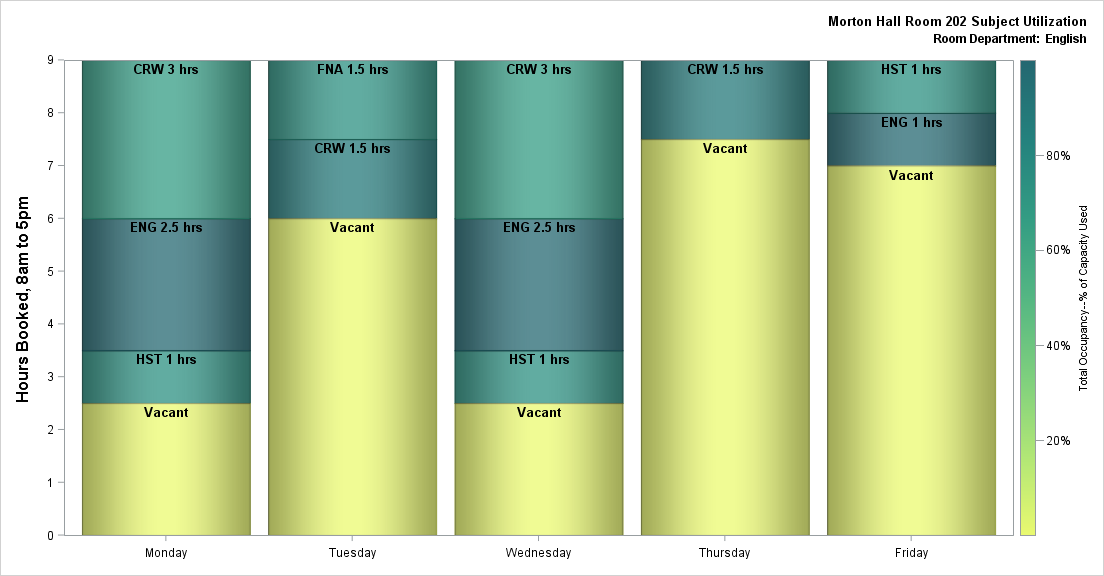 Morton Hall Room 202 Subject Utilization
Room Department: English
Hours Booked, 8am to 5pm
9
8
7
6
5
4
3
2
1
0
CRW 3 hrs
ENG 2.5 hrs
HST 1 hrs
Vacant
FNA 1.5 hrs
CRW 1.5 hrs
Vacant
CRW 3 hrs
ENG 2.5 hrs
HST 1 hrs
Vacant
CRW 1.5 hrs
Vacant
HST 1 hrs
ENG 1 hrs
Vacant
Monday
Tuesday
Wednesday
Thursday
Friday
80%
60%
40%
20%
Total Occupancy--% of Capacity Used